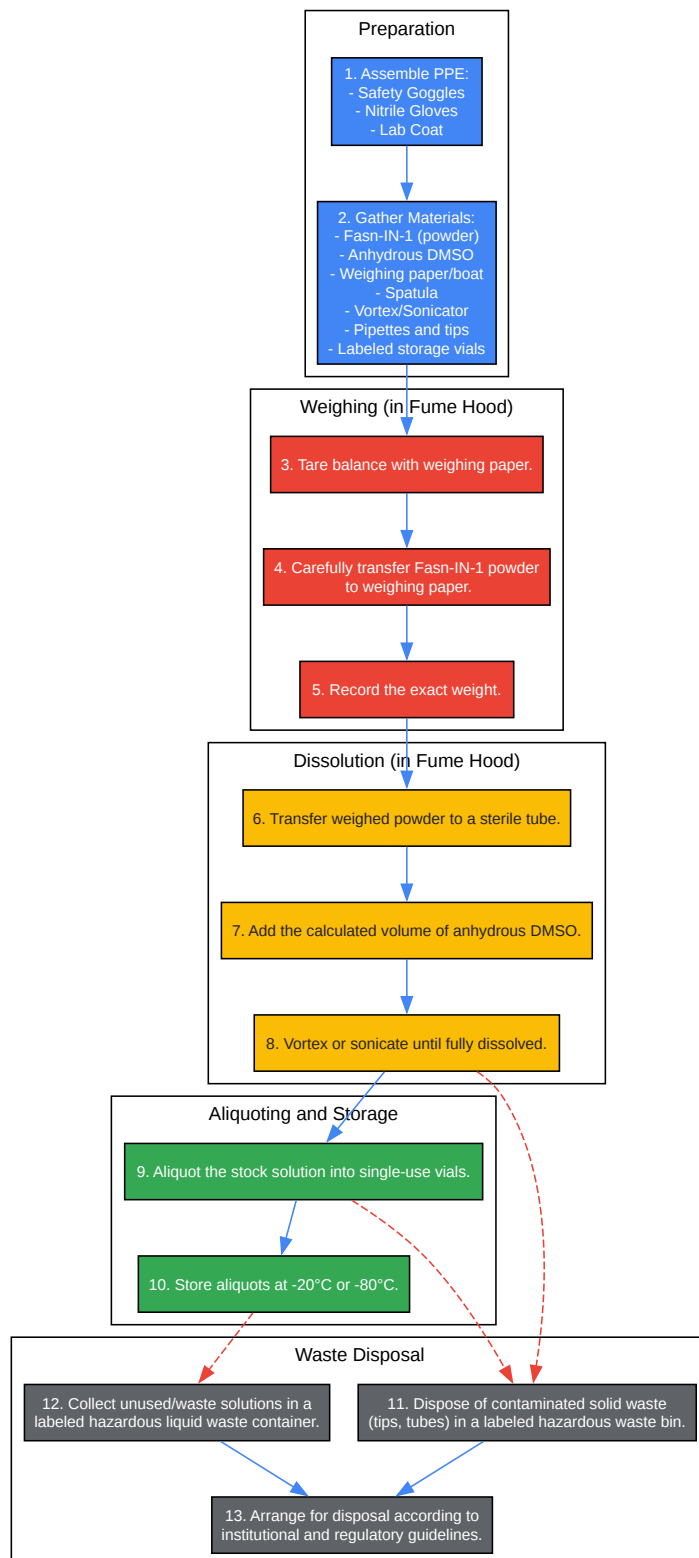 Preparation
1. Assemble PPE:
- Safety Goggles
- Nitrile Gloves
- Lab Coat
2. Gather Materials:
- Fasn-IN-1 (powder)
- Anhydrous DMSO
- Weighing paper/boat
- Spatula
- Vortex/Sonicator
- Pipettes and tips
- Labeled storage vials
Weighing (in Fume Hood)
3. Tare balance with weighing paper.
4. Carefully transfer Fasn-IN-1 powder
to weighing paper.
5. Record the exact weight.
Dissolution (in Fume Hood)
6. Transfer weighed powder to a sterile tube.
7. Add the calculated volume of anhydrous DMSO.
8. Vortex or sonicate until fully dissolved.
Aliquoting and Storage
9. Aliquot the stock solution into single-use vials.
10. Store aliquots at -20°C or -80°C.
Waste Disposal
12. Collect unused/waste solutions in a
labeled hazardous liquid waste container.
11. Dispose of contaminated solid waste
(tips, tubes) in a labeled hazardous waste bin.
13. Arrange for disposal according to
institutional and regulatory guidelines.